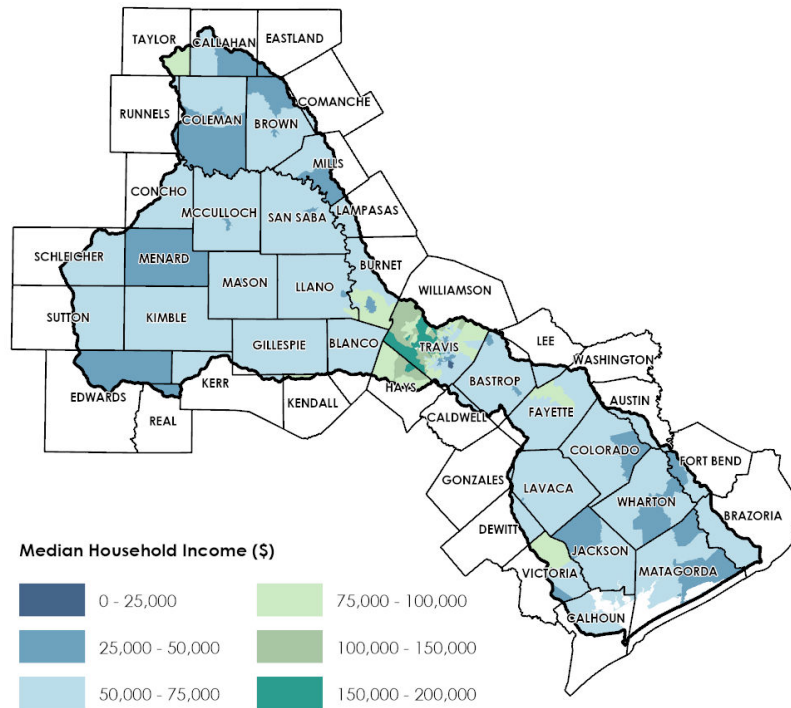 TAYLOR
CALLAHAN
EASTLAND
RUNNELS
COLEMAN
BROWN
COMANCHE
MILLS
CONCHO
MCCULLOCH
SAN SABA
LAMPASAS
SCHLEICHER
MENARD
BURNET
MASON
LLANO
WILLIAMSON
SUTTON
KIMBLE
GILLESPIE
BLANCO
TRAVIS
LEE
WASHINGTON
EDWARDS
KERR
HAYS
BASTROP
REAL
KENDALL
CALDWELL
FAYETTE
AUSTIN
COLORADO
FORT BEND
GONZALES
LAVACA
WHARTON
BRAZORIA
DEWITT
JACKSON
VICTORIA
MATAGORDA
CALHOUN
Median Household Income ($)
0 - 25,000
25,000 - 50,000
50,000 - 75,000
75,000 - 100,000
100,000 - 150,000
150,000 - 200,000